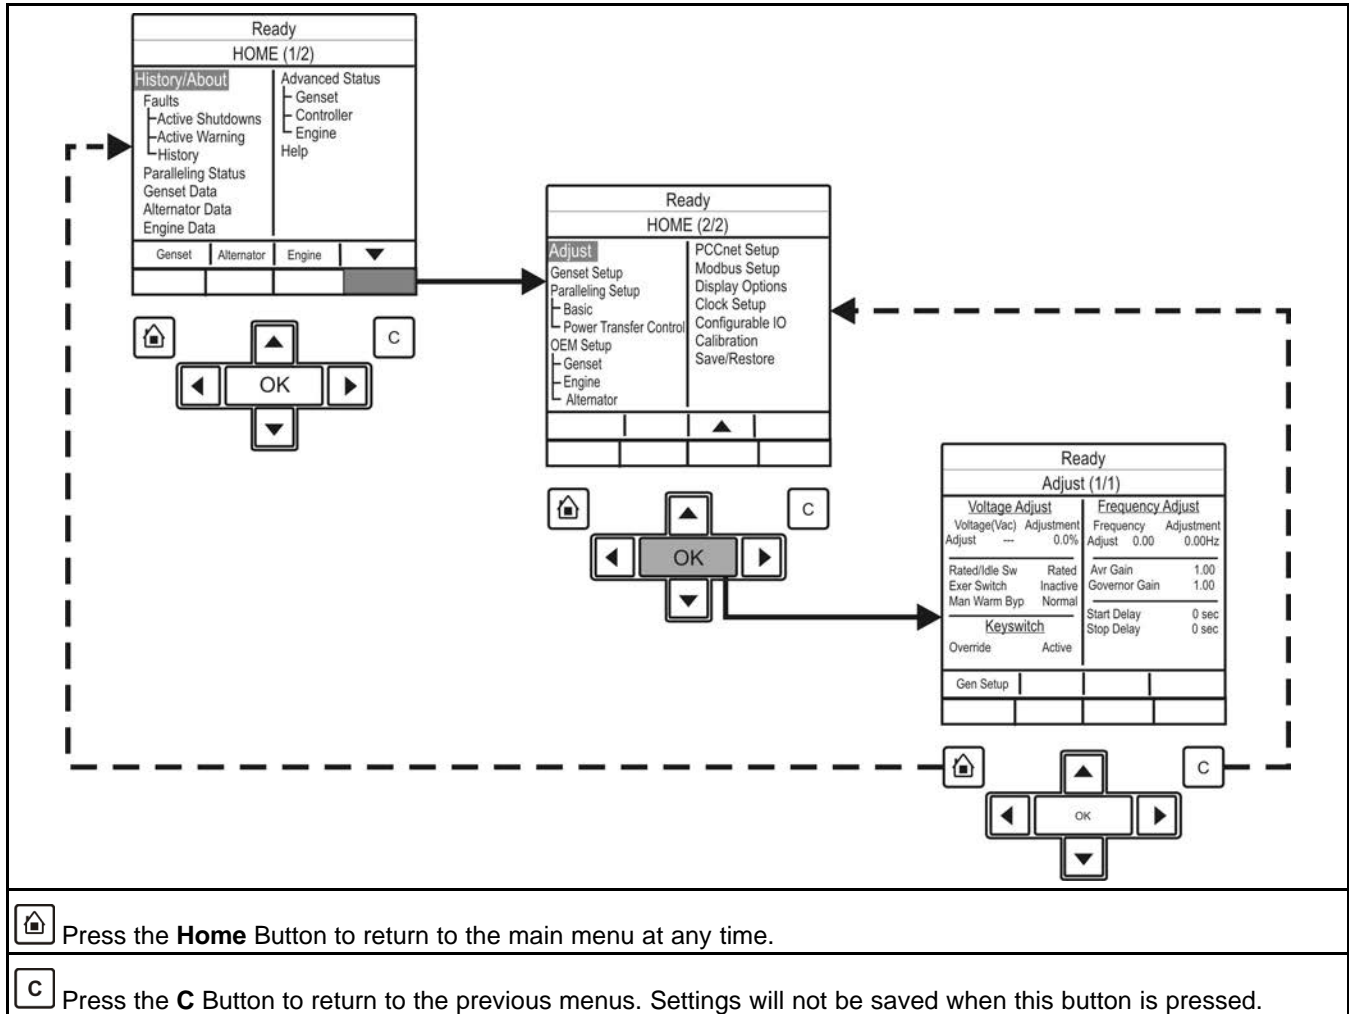 Ready
HOME (1/2)
History/About
Faults
Active Shutdowns
Active Warning
History
Paralleling Status
Genset Data
Alternator Data
Engine Data
Advanced Status
Genset
Controller
Engine
Help
Genset Alternator Engine
C
OK
Ready
HOME (2/2)
Adjust
Genset Setup
Paralleling Setup
Basic
Power Transfer Control
OEM Setup
Genset
Engine
Alternator
PCCnet Setup
Modbus Setup
Display Options
Clock Setup
Configurable IO
Calibration
Save/Restore
C
OK
Ready
Adjust (1/1)
Voltage Adjust
Voltage(Vac) Adjustment
Adjust --- 0.0%
Rated/Idle Sw Rated
Exer Switch Inactive
Man Warm Byp Normal
Keyswitch
Override Active
Frequency Adjust
Frequency Adjustment
Adjust 0.00 0.00Hz
Avr Gain 1.00
Governor Gain 1.00
Start Delay 0 sec
Stop Delay 0 sec
Gen Setup
C
OK
Press the Home Button to return to the main menu at any time.
C Press the C Button to return to the previous menus. Settings will not be saved when this button is pressed.